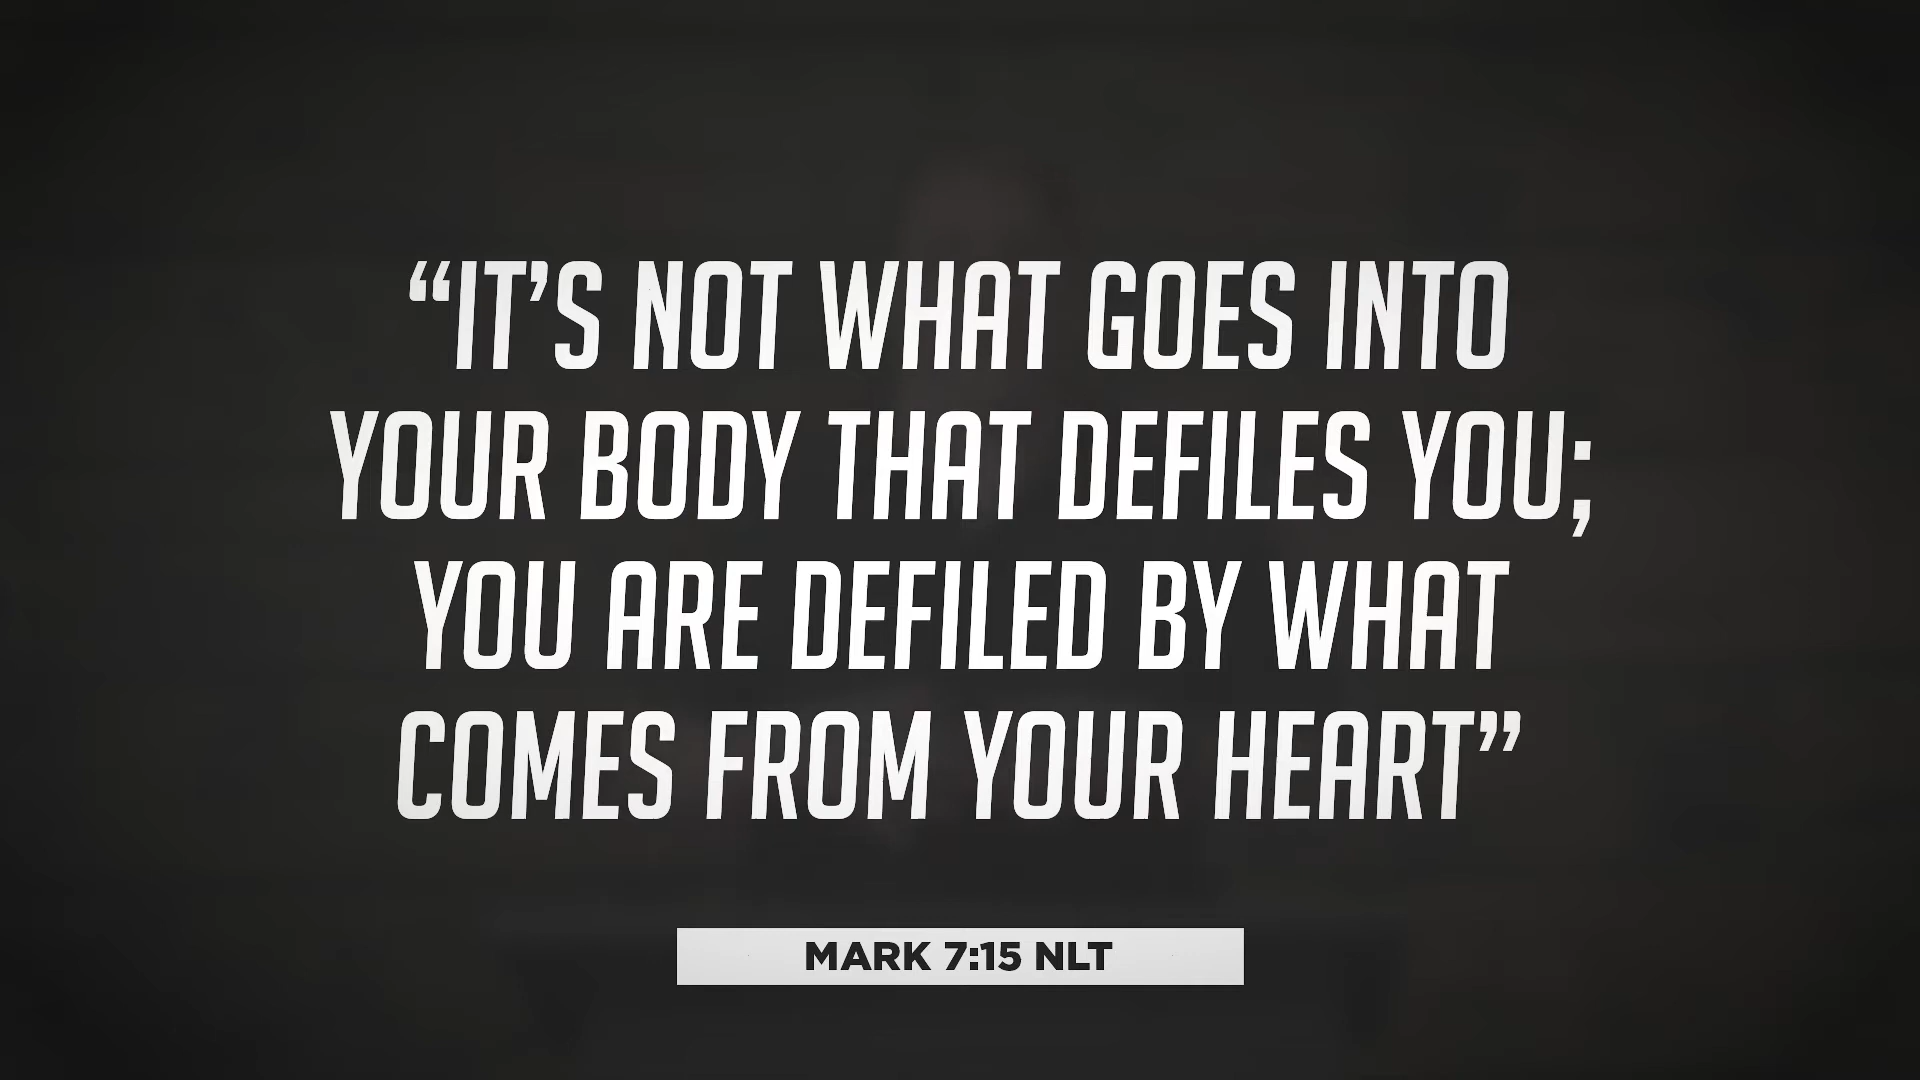 “IT’S NOT WHAT GOES INTO
YOUR BODY THAT DEFILES YOU;
YOU ARE DEFILED BY WHAT
COMES FROM YOUR HEART”
MARK 7:15 NLT